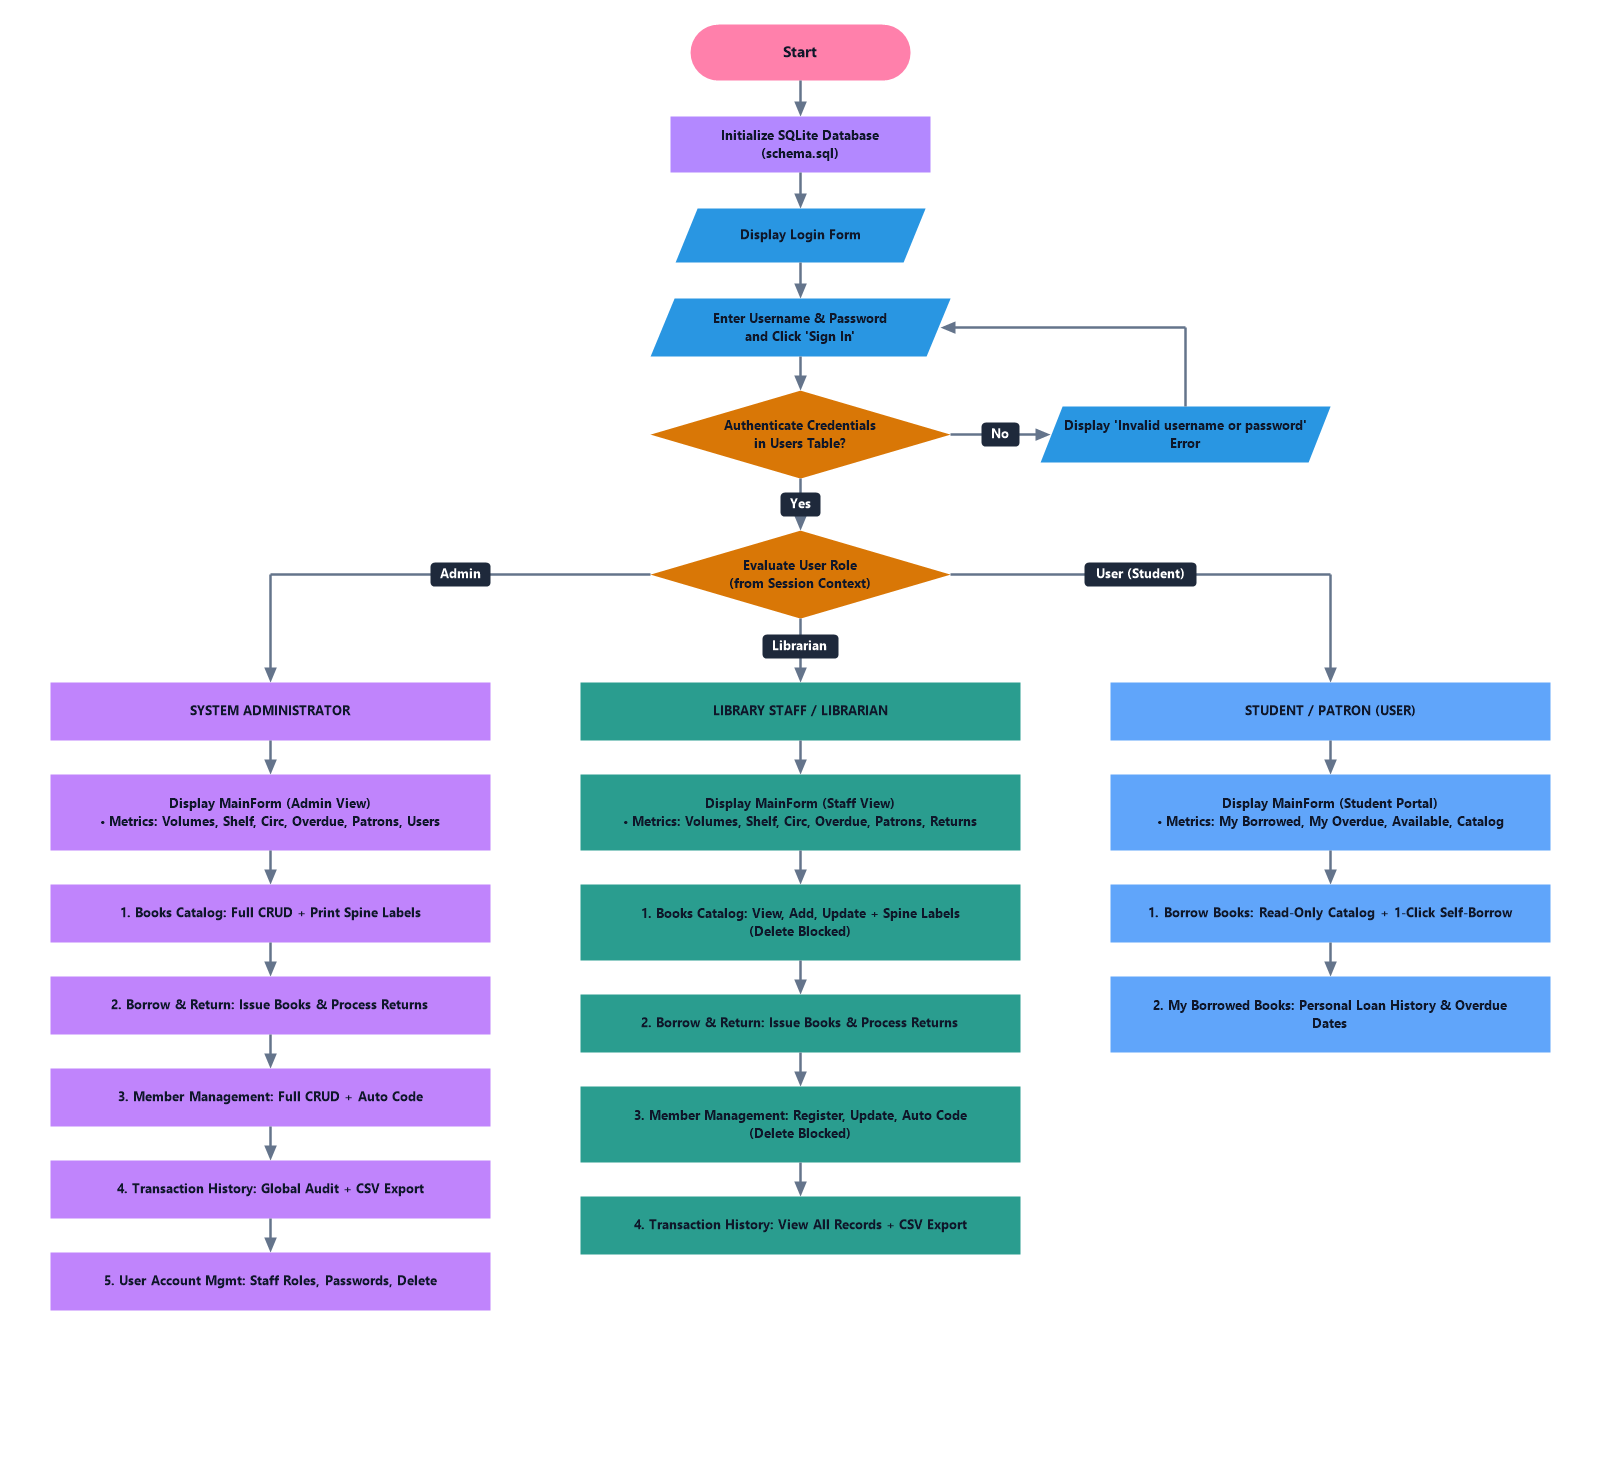 Start
Initialize SQLite Database
(schema.sql)
Display Login Form
Enter Username & Password
and Click 'Sign In'
Authenticate Credentials
in Users Table?
No
Display 'Invalid username or password'
Error
Yes
Evaluate User Role
(from Session Context)
Admin
User (Student)
Librarian
SYSTEM ADMINISTRATOR
Display MainForm (Admin View)
• Metrics: Volumes, Shelf, Circ, Overdue, Patrons, Users
1. Books Catalog: Full CRUD + Print Spine Labels
2. Borrow & Return: Issue Books & Process Returns
3. Member Management: Full CRUD + Auto Code
4. Transaction History: Global Audit + CSV Export
5. User Account Mgmt: Staff Roles, Passwords, Delete
LIBRARY STAFF / LIBRARIAN
Display MainForm (Staff View)
• Metrics: Volumes, Shelf, Circ, Overdue, Patrons, Returns
1. Books Catalog: View, Add, Update + Spine Labels
(Delete Blocked)
2. Borrow & Return: Issue Books & Process Returns
3. Member Management: Register, Update, Auto Code
(Delete Blocked)
4. Transaction History: View All Records + CSV Export
STUDENT / PATRON (USER)
Display MainForm (Student Portal)
• Metrics: My Borrowed, My Overdue, Available, Catalog
1. Borrow Books: Read-Only Catalog + 1-Click Self-Borrow
2. My Borrowed Books: Personal Loan History & Overdue
Dates